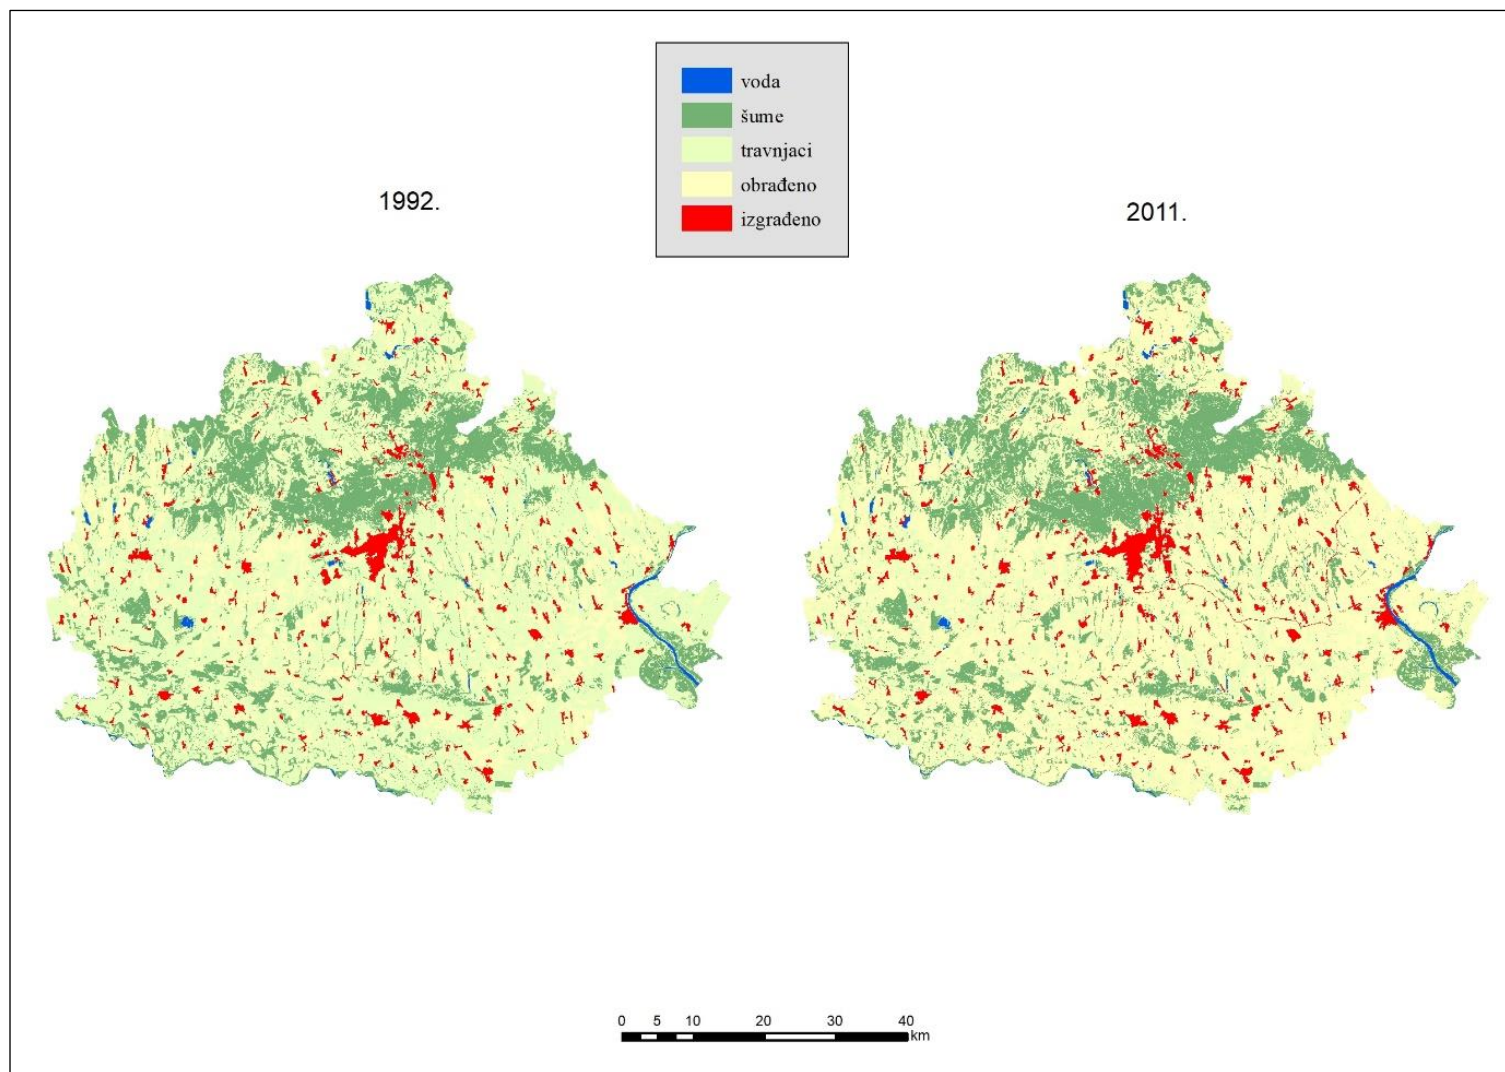 voda
šume
travnjaci
obrađeno
izgrađeno
1992.
2011.
0 5 10 20 30 40
km